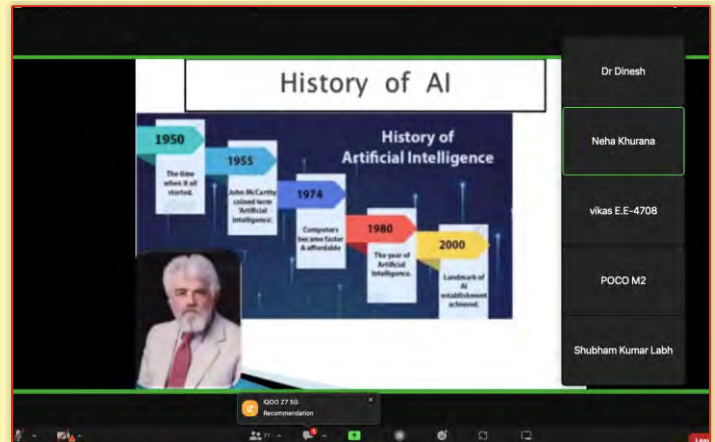 History of AI
History of
Artificial Intelligence
1950
The time
when it all
started.
1955
John McCarthy
coined term
'Artificial
Intelligence'.
1974
Computers
became faster
& affordable
1980
The year of
Artificial
Intelligence.
2000
Landmark of
AI
establishment
achieved.
Dr Dinesh
Neha Khurana
vikas E.E-4708
POCO M2
Shubham Kumar Labh
IQOO Z7 5G
Recommendation
71